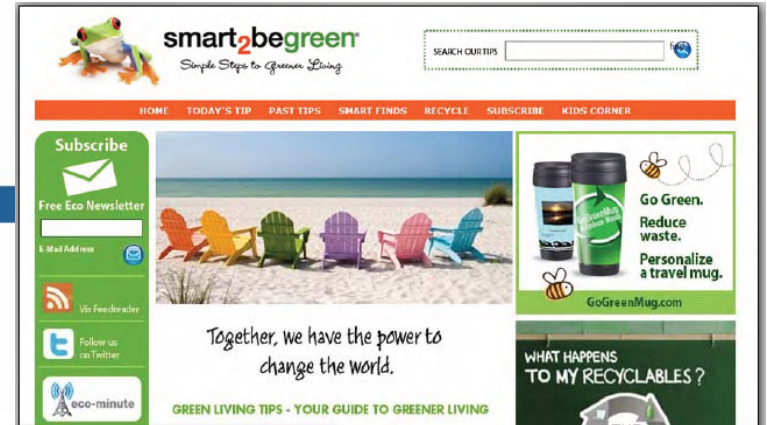 smart2begreen
Simple Steps to Greener Living
SEARCH OUR TIPS
HOME TODAY'S TIP PAST TIPS SMART FINDS RECYCLE SUBSCRIBE KIDS CORNER
Subscribe
Free Eco Newsletter
E-Mail Address
Via Feedreader
Follow us
on Twitter
eco-minute
Together, we have the power to
change the world.
GREEN LIVING TIPS - YOUR GUIDE TO GREENER LIVING
Go Green.
Reduce
waste.
Personalize
a travel mug.
GoGreenMug.com
WHAT HAPPENS
TO MY RECYCLABLES?